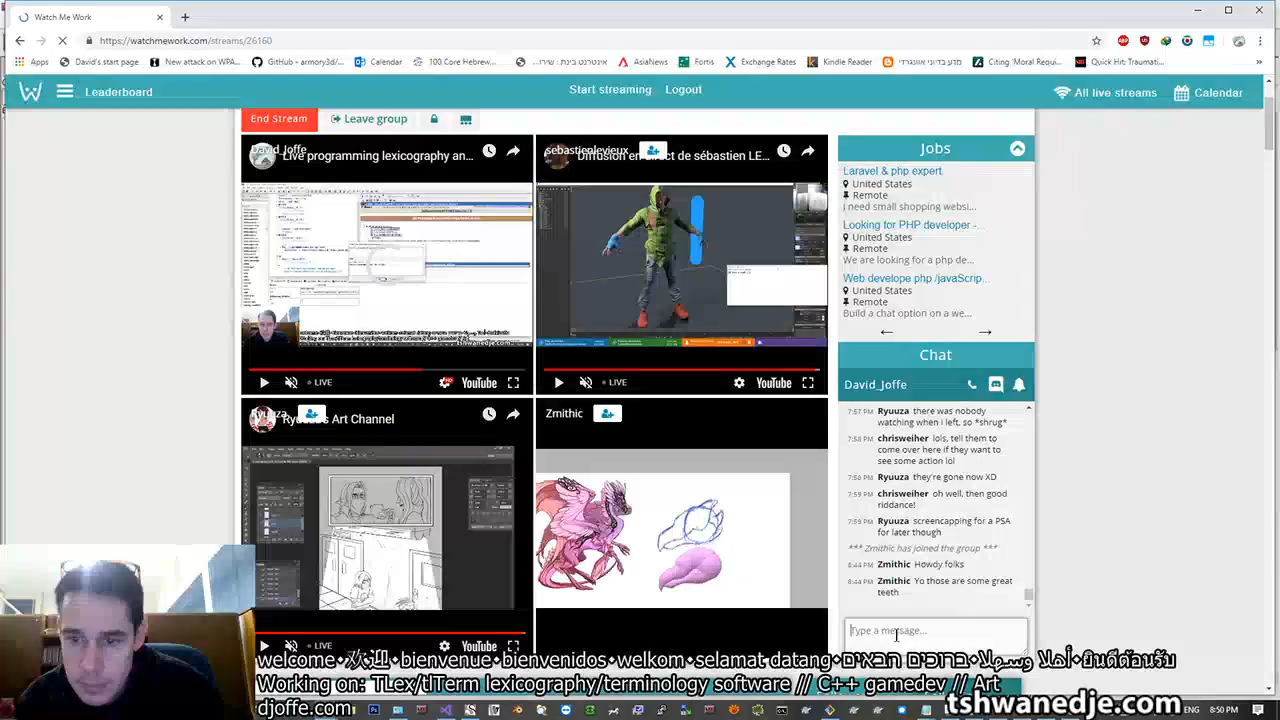 Watch Me Work
https://watchmework.com/streams/26160
Apps
David's start page
New attack on WPA...
GitHub - armory3d/...
Calendar
100 Core Hebrew...
אינטרנט בינת : שירו...
AsiaNews
Fortis
Exchange Rates
Kindle Reader
מדע בדיוני אוונגרדי
Citing 'Moral Requi...
Quick Hit: Traumati...
»
W
Leaderboard
Start streaming
Logout
All live streams
Calendar
End Stream
Leave group
David_Joffe
Live programming lexicography an...
LIVE
YouTube
sebastienlevieux
Diffusion en direct de sébastien LE...
LIVE
YouTube
Ryuuza
Ryuuza's Art Channel
LIVE
YouTube
Zmithic
Jobs
Laravel & php expert
United States
Remote
I need small shopping websi...
Looking for PHP developer -
United States
Remote
We are looking for a php de...
Web develope php /javaScrip...
United States
Remote
Build a chat option on a we...
← →
Chat
David_Joffe
7:57 PM Ryuuza there was nobody
watching when I left, so *shrug*
7:58 PM chrisweiher lols, tell them to
come over here if they want to
see some action lol
7:58 PM Ryuuza they're gone now XD
7:59 PM chrisweiher oh well, then good
riddance!
7:59 PM Ryuuza screencapping for a PSA
for later though
*** Zmithic has joined the group ***
8:44 PM Zmithic Howdy folks
8:44 PM Zmithic Yo those are some great
teeth
Type a message...
welcome•欢迎•bienvenue•bienvenidos•welkom•selamat datang•ברוכים הבאים•أهلا وسهلا•ยินดีต้อนรับ
Working on: TLex/tlTerm lexicography/terminology software // C++ gamedev // Art
djoffe.com
tshwanedje.com
ENG
8:50 PM